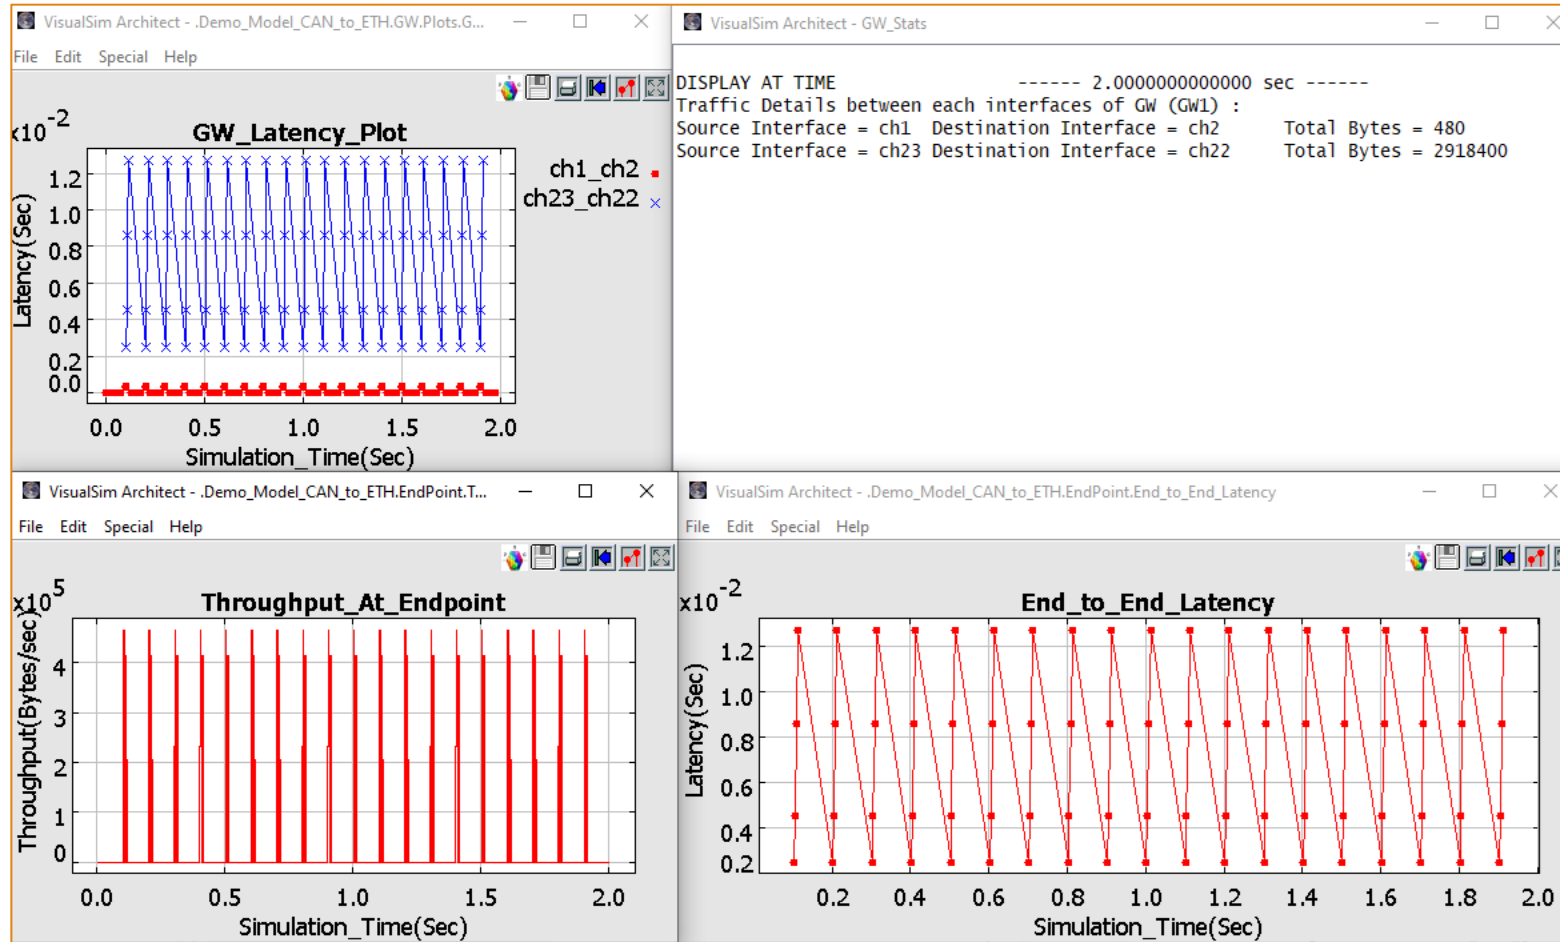 VisualSim Architect - .Demo_Model_CAN_to_ETH.GW.Plots.G...
File Edit Special Help
x10-2
GW_Latency_Plot
ch1_ch2
ch23_ch22
1.2
1.0
0.8
0.6
0.4
0.2
0.0
Latency(Sec)
0.0 0.5 1.0 1.5 2.0
Simulation_Time(Sec)
VisualSim Architect - GW_Stats
DISPLAY AT TIME ------ 2.0000000000000 sec ------
Traffic Details between each interfaces of GW (GW1) :
Source Interface = ch1 Destination Interface = ch2 Total Bytes = 480
Source Interface = ch23 Destination Interface = ch22 Total Bytes = 2918400
VisualSim Architect - .Demo_Model_CAN_to_ETH.EndPoint.T...
File Edit Special Help
x105
Throughput_At_Endpoint
4
3
2
1
0
Throughput(Bytes/sec)
0.0 0.5 1.0 1.5 2.0
Simulation_Time(Sec)
VisualSim Architect - .Demo_Model_CAN_to_ETH.EndPoint.End_to_End_Latency
File Edit Special Help
x10-2
End_to_End_Latency
1.2
1.0
0.8
0.6
0.4
0.2
Latency(Sec)
0.2 0.4 0.6 0.8 1.0 1.2 1.4 1.6 1.8 2.0
Simulation_Time(Sec)